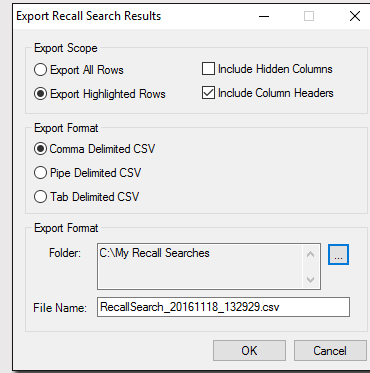 Export Recall Search Results
Export Scope
Export All Rows
Include Hidden Columns
Export Highlighted Rows
Include Column Headers
Export Format
Comma Delimited CSV
Pipe Delimited CSV
Tab Delimited CSV
Export Format
Folder:
C:\My Recall Searches
...
File Name:
RecallSearch_20161118_132929.csv
OK
Cancel